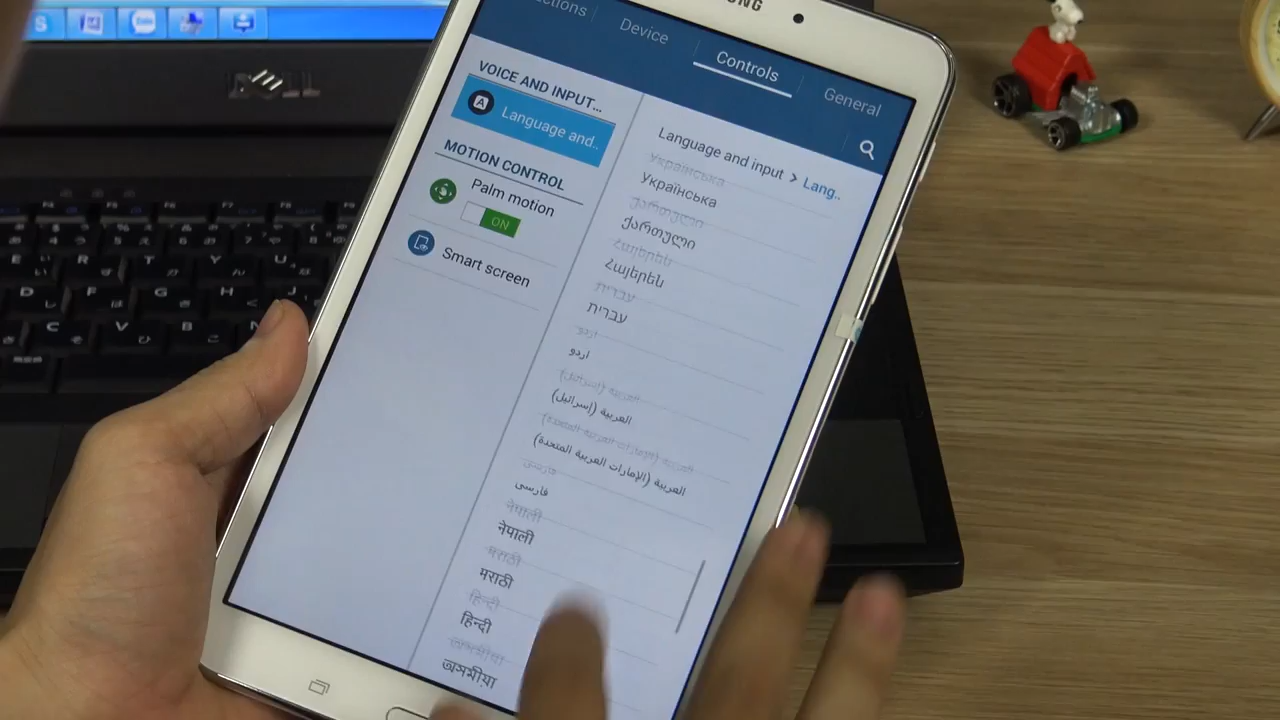 DELL
Device
Controls
General
VOICE AND INPUT...
Language and..
MOTION CONTROL
Palm motion
ON
Smart screen
Language and input > Lang..
Українська
ქართული
Հայերեն
עברית
اردو
العربية (إسرائيل)
العربية (الإمارات العربية المتحدة)
فارسی
नेपाली
मराठी
हिन्दी
অসমীয়া